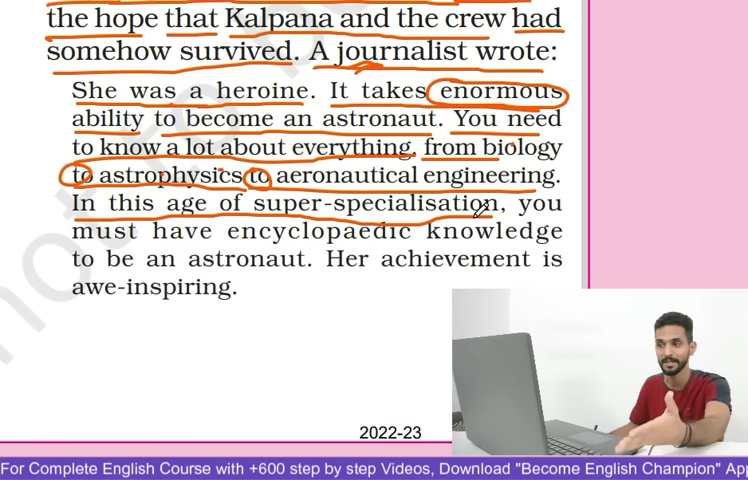 the hope that Kalpana and the crew had
somehow survived. A journalist wrote:
She was a heroine. It takes enormous
ability to become an astronaut. You need
to know a lot about everything, from biology
to astrophysics to aeronautical engineering.
In this age of super-specialisation, you
must have encyclopaedic knowledge
to be an astronaut. Her achievement is
awe-inspiring.
not to b
2022-23
For Complete English Course with +600 step by step Videos, Download "Become English Champion" Ap